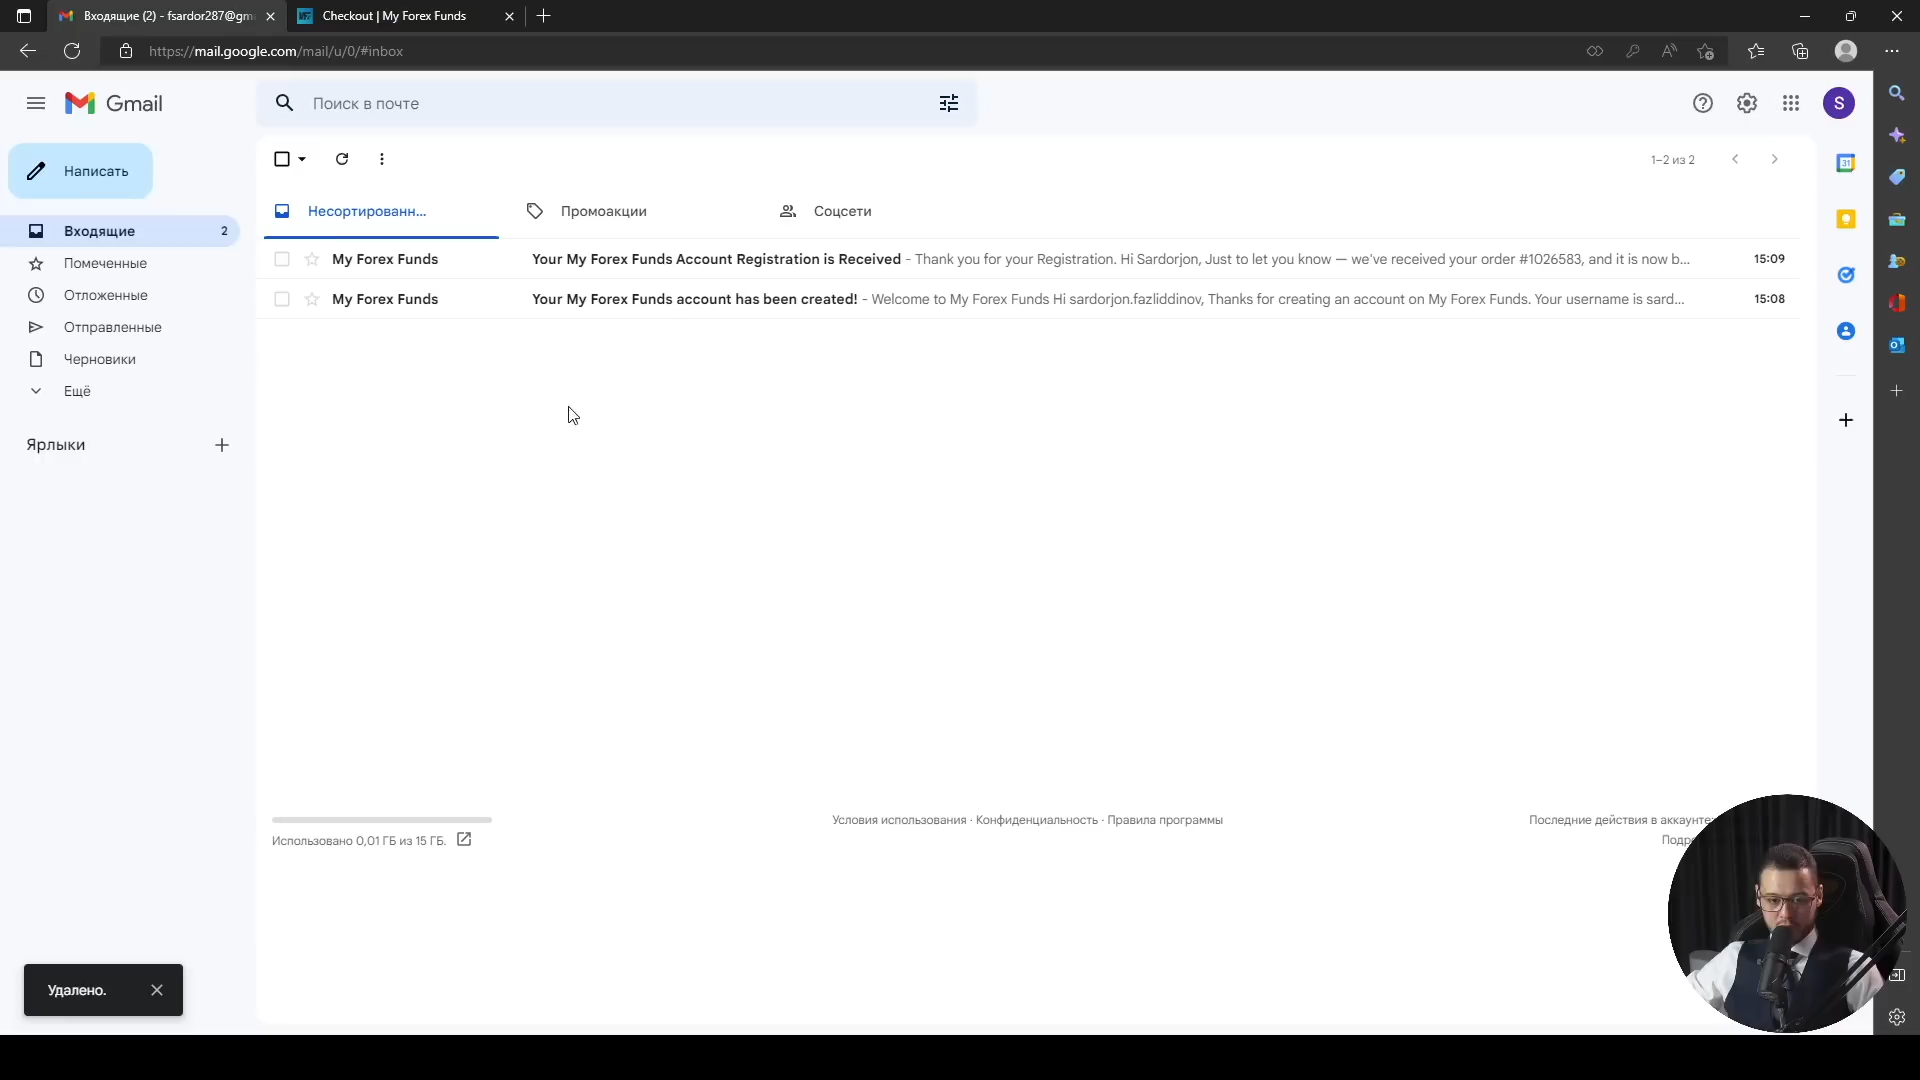 Входящие (2) - fsardor287@gm
Checkout | My Forex Funds
https://mail.google.com/mail/u/0/#inbox
Gmail
Поиск в почте
S
Написать
1–2 из 2
31
Несортированн...
Промоакции
Соцсети
Входящие 2
My Forex Funds Your My Forex Funds Account Registration is Received - Thank you for your Registration. Hi Sardorjon, Just to let you know — we've received your order #1026583, and it is now b... 15:09
Помеченные
Отложенные
My Forex Funds Your My Forex Funds account has been created! - Welcome to My Forex Funds Hi sardorjon.fazliddinov, Thanks for creating an account on My Forex Funds. Your username is sard... 15:08
Отправленные
Черновики
Ещё
Ярлыки
Условия использования · Конфиденциальность · Правила программы
Последние действия в аккаунте:
Использовано 0,01 ГБ из 15 ГБ.
Удалено.